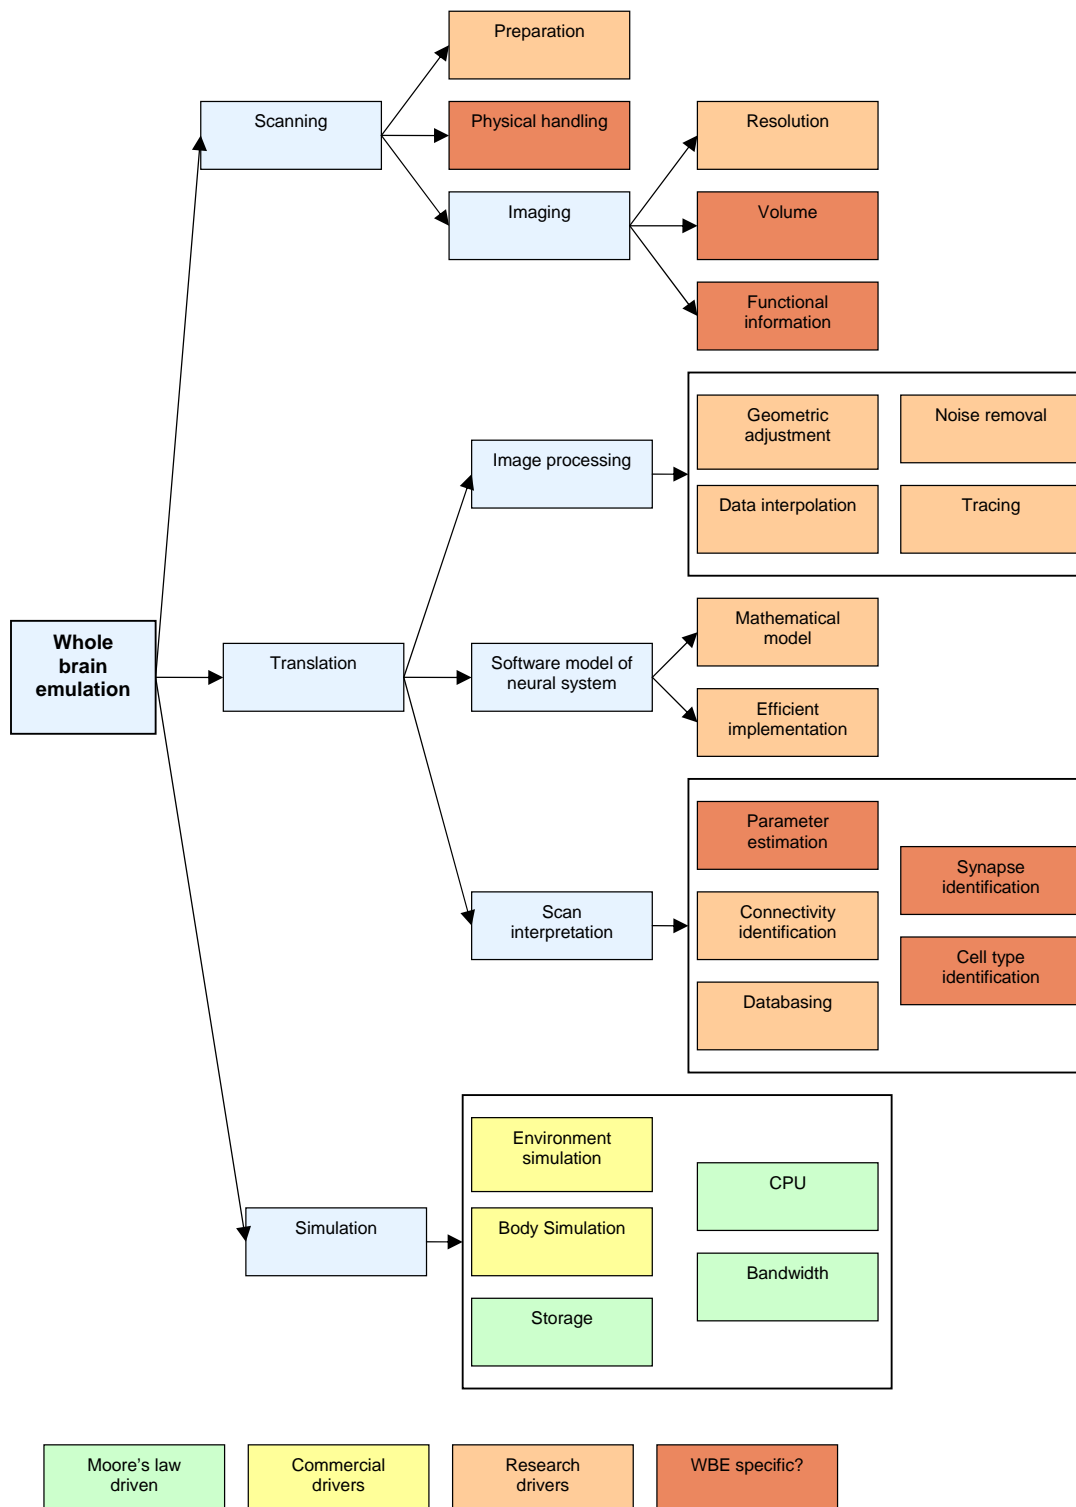 Preparation
Scanning
Physical handling
Resolution
Imaging
Volume
Functional
information
Geometric
adjustment
Noise removal
Image processing
Data interpolation
Tracing
Whole
brain
emulation
Translation
Software model of
neural system
Mathematical
model
Efficient
implementation
Parameter
estimation
Synapse
identification
Scan
interpretation
Connectivity
identification
Cell type
identification
Databasing
Environment
simulation
CPU
Simulation
Body Simulation
Bandwidth
Storage
Moore's law
driven
Commercial
drivers
Research
drivers
WBE specific?